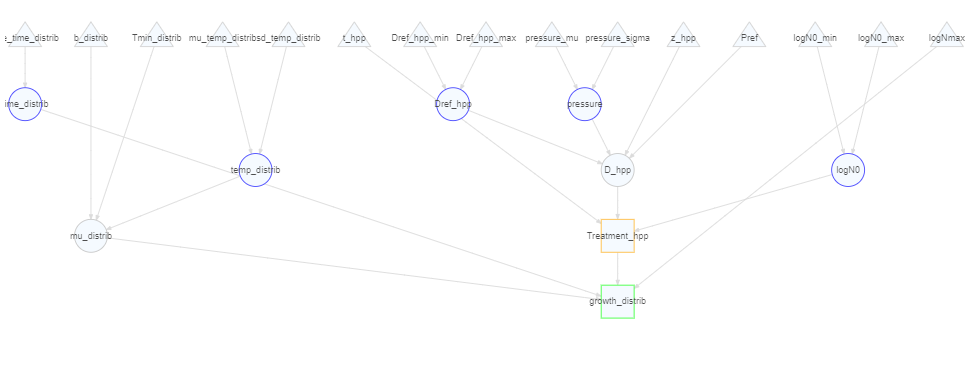 e_time_distrib b_distrib Tmin_distrib mu_temp_distrib sd_temp_distrib t_hpp Dref_hpp_min Dref_hpp_max pressure_mu pressure_sigma z_hpp Pref logN0_min logN0_max logNmax
ime_distrib Dref_hpp pressure
temp_distrib D_hpp logN0
mu_distrib Treatment_hpp
growth_distrib